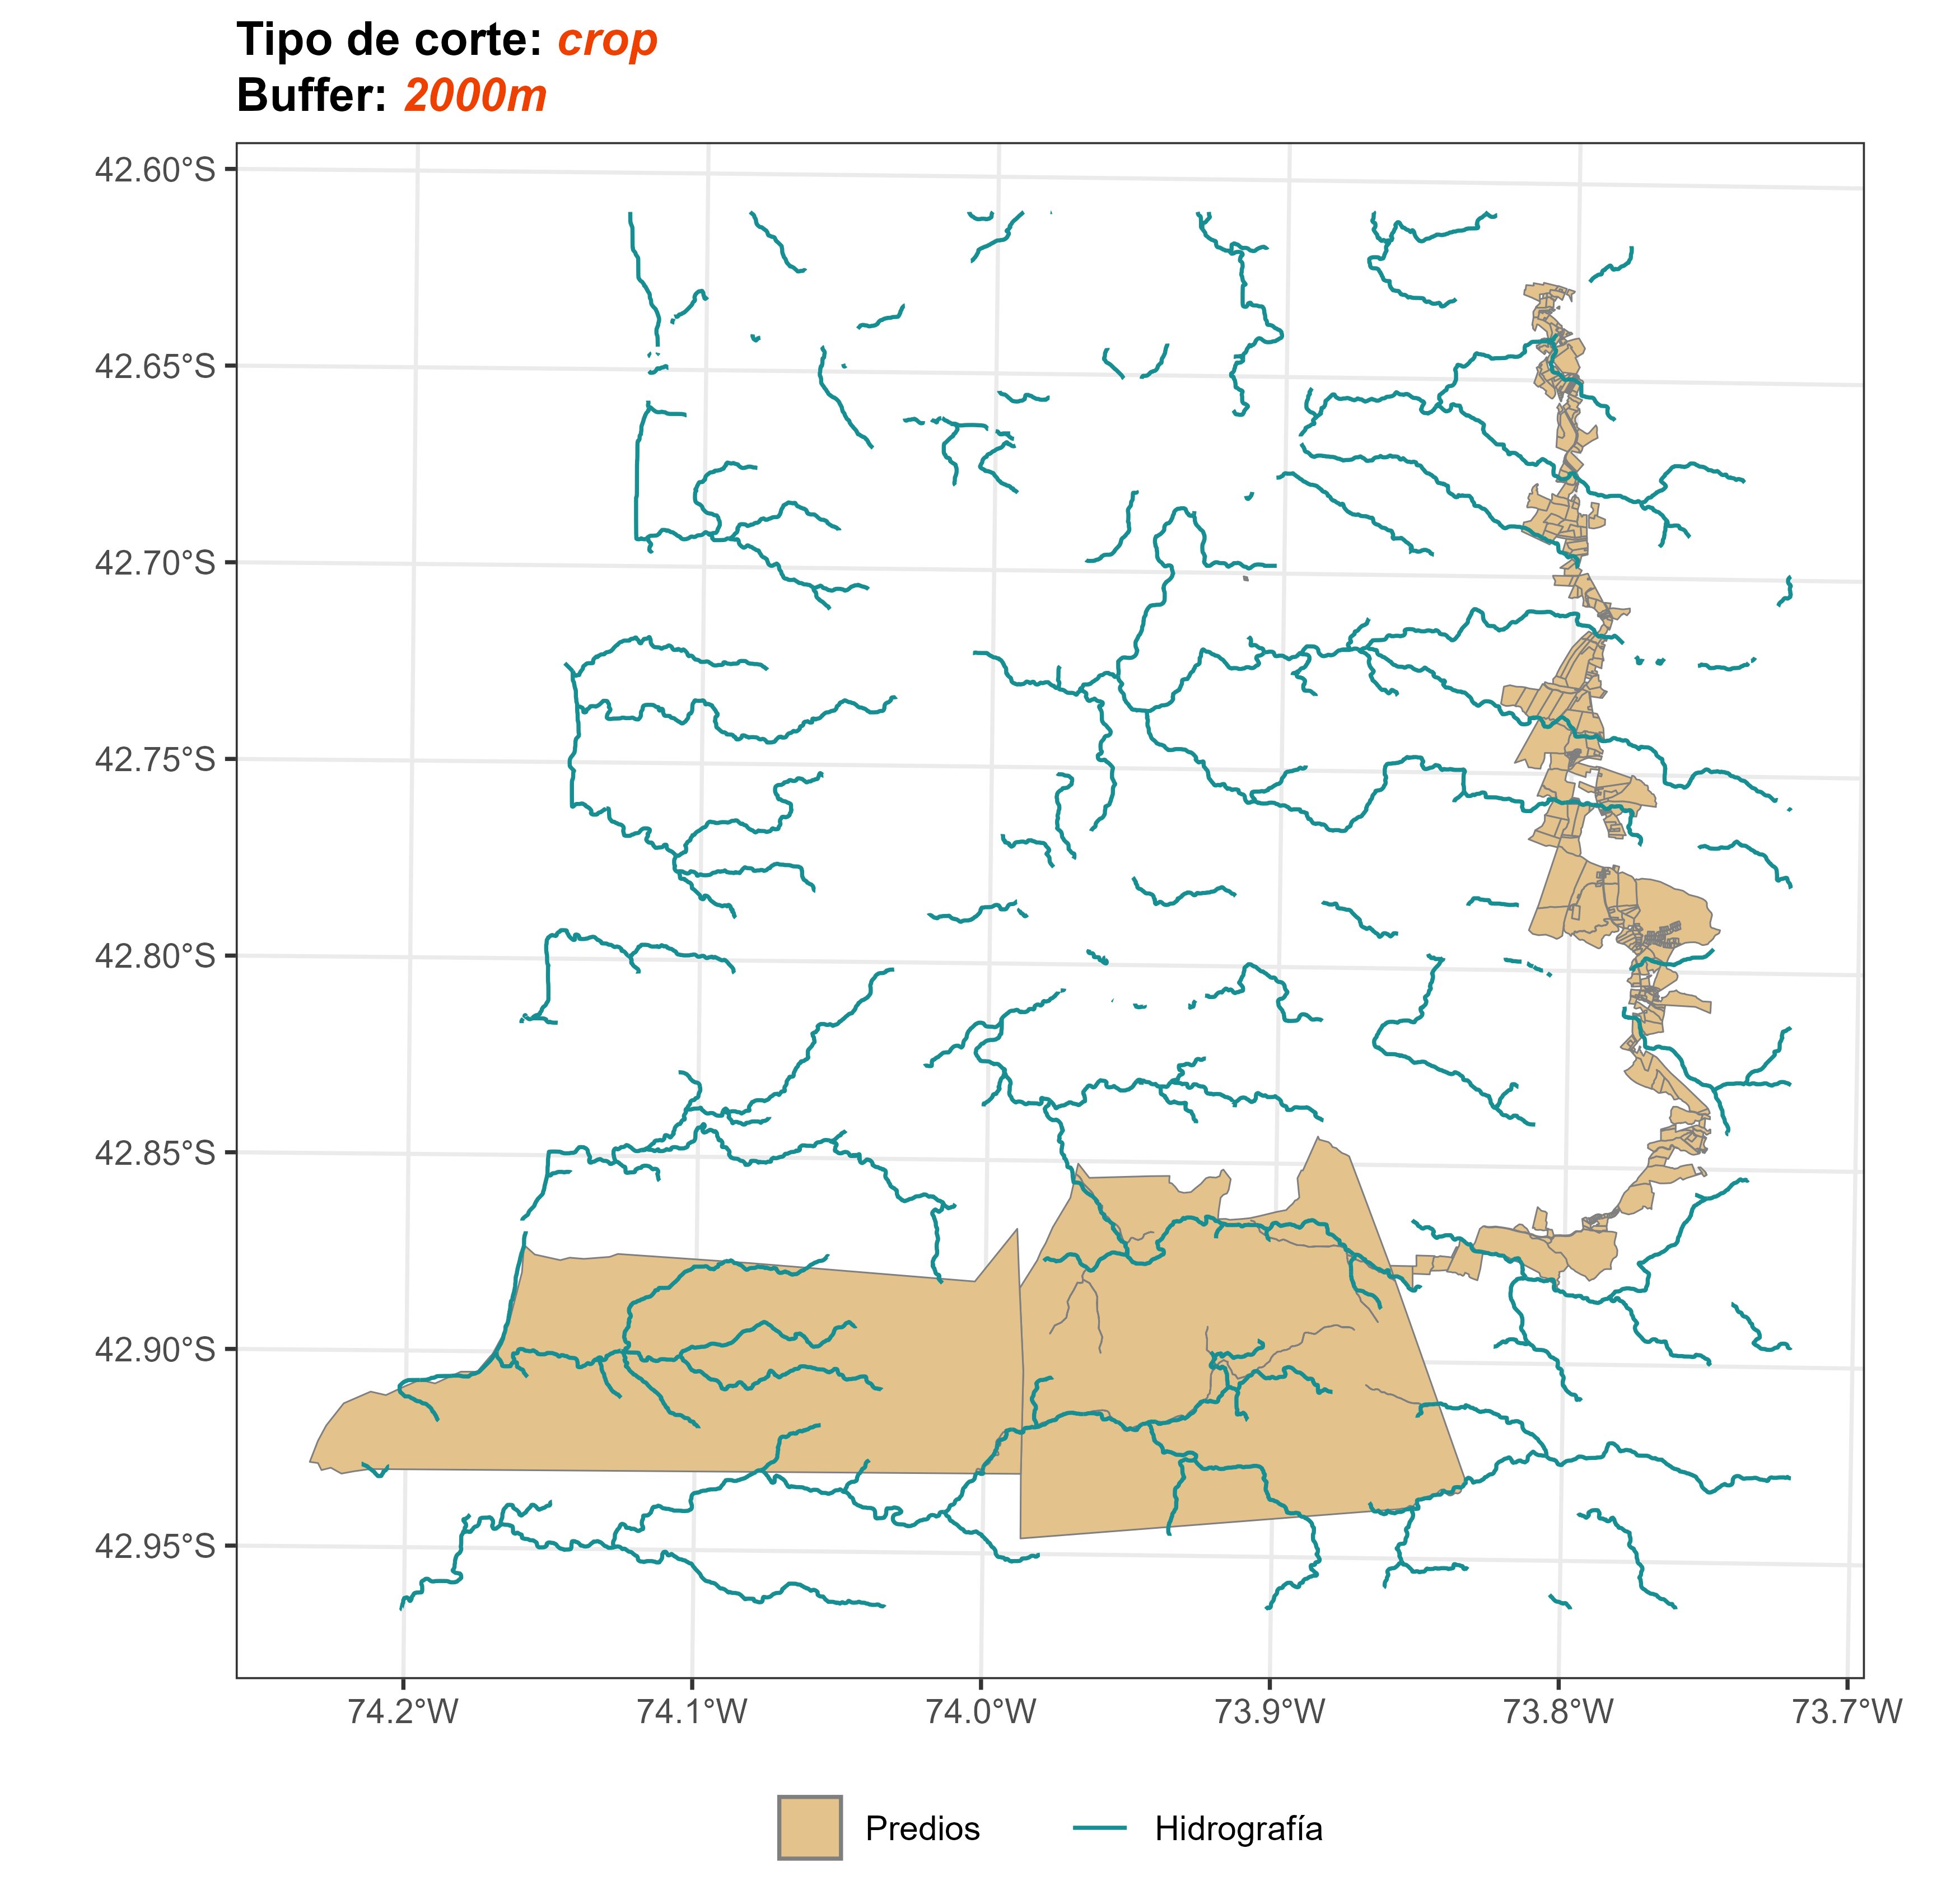 Tipo de corte: crop
Buffer: 2000m
42.60°S
42.65°S
42.70°S
42.75°S
42.80°S
42.85°S
42.90°S
42.95°S
74.2°W 74.1°W 74.0°W 73.9°W 73.8°W 73.7°W
Predios Hidrografía